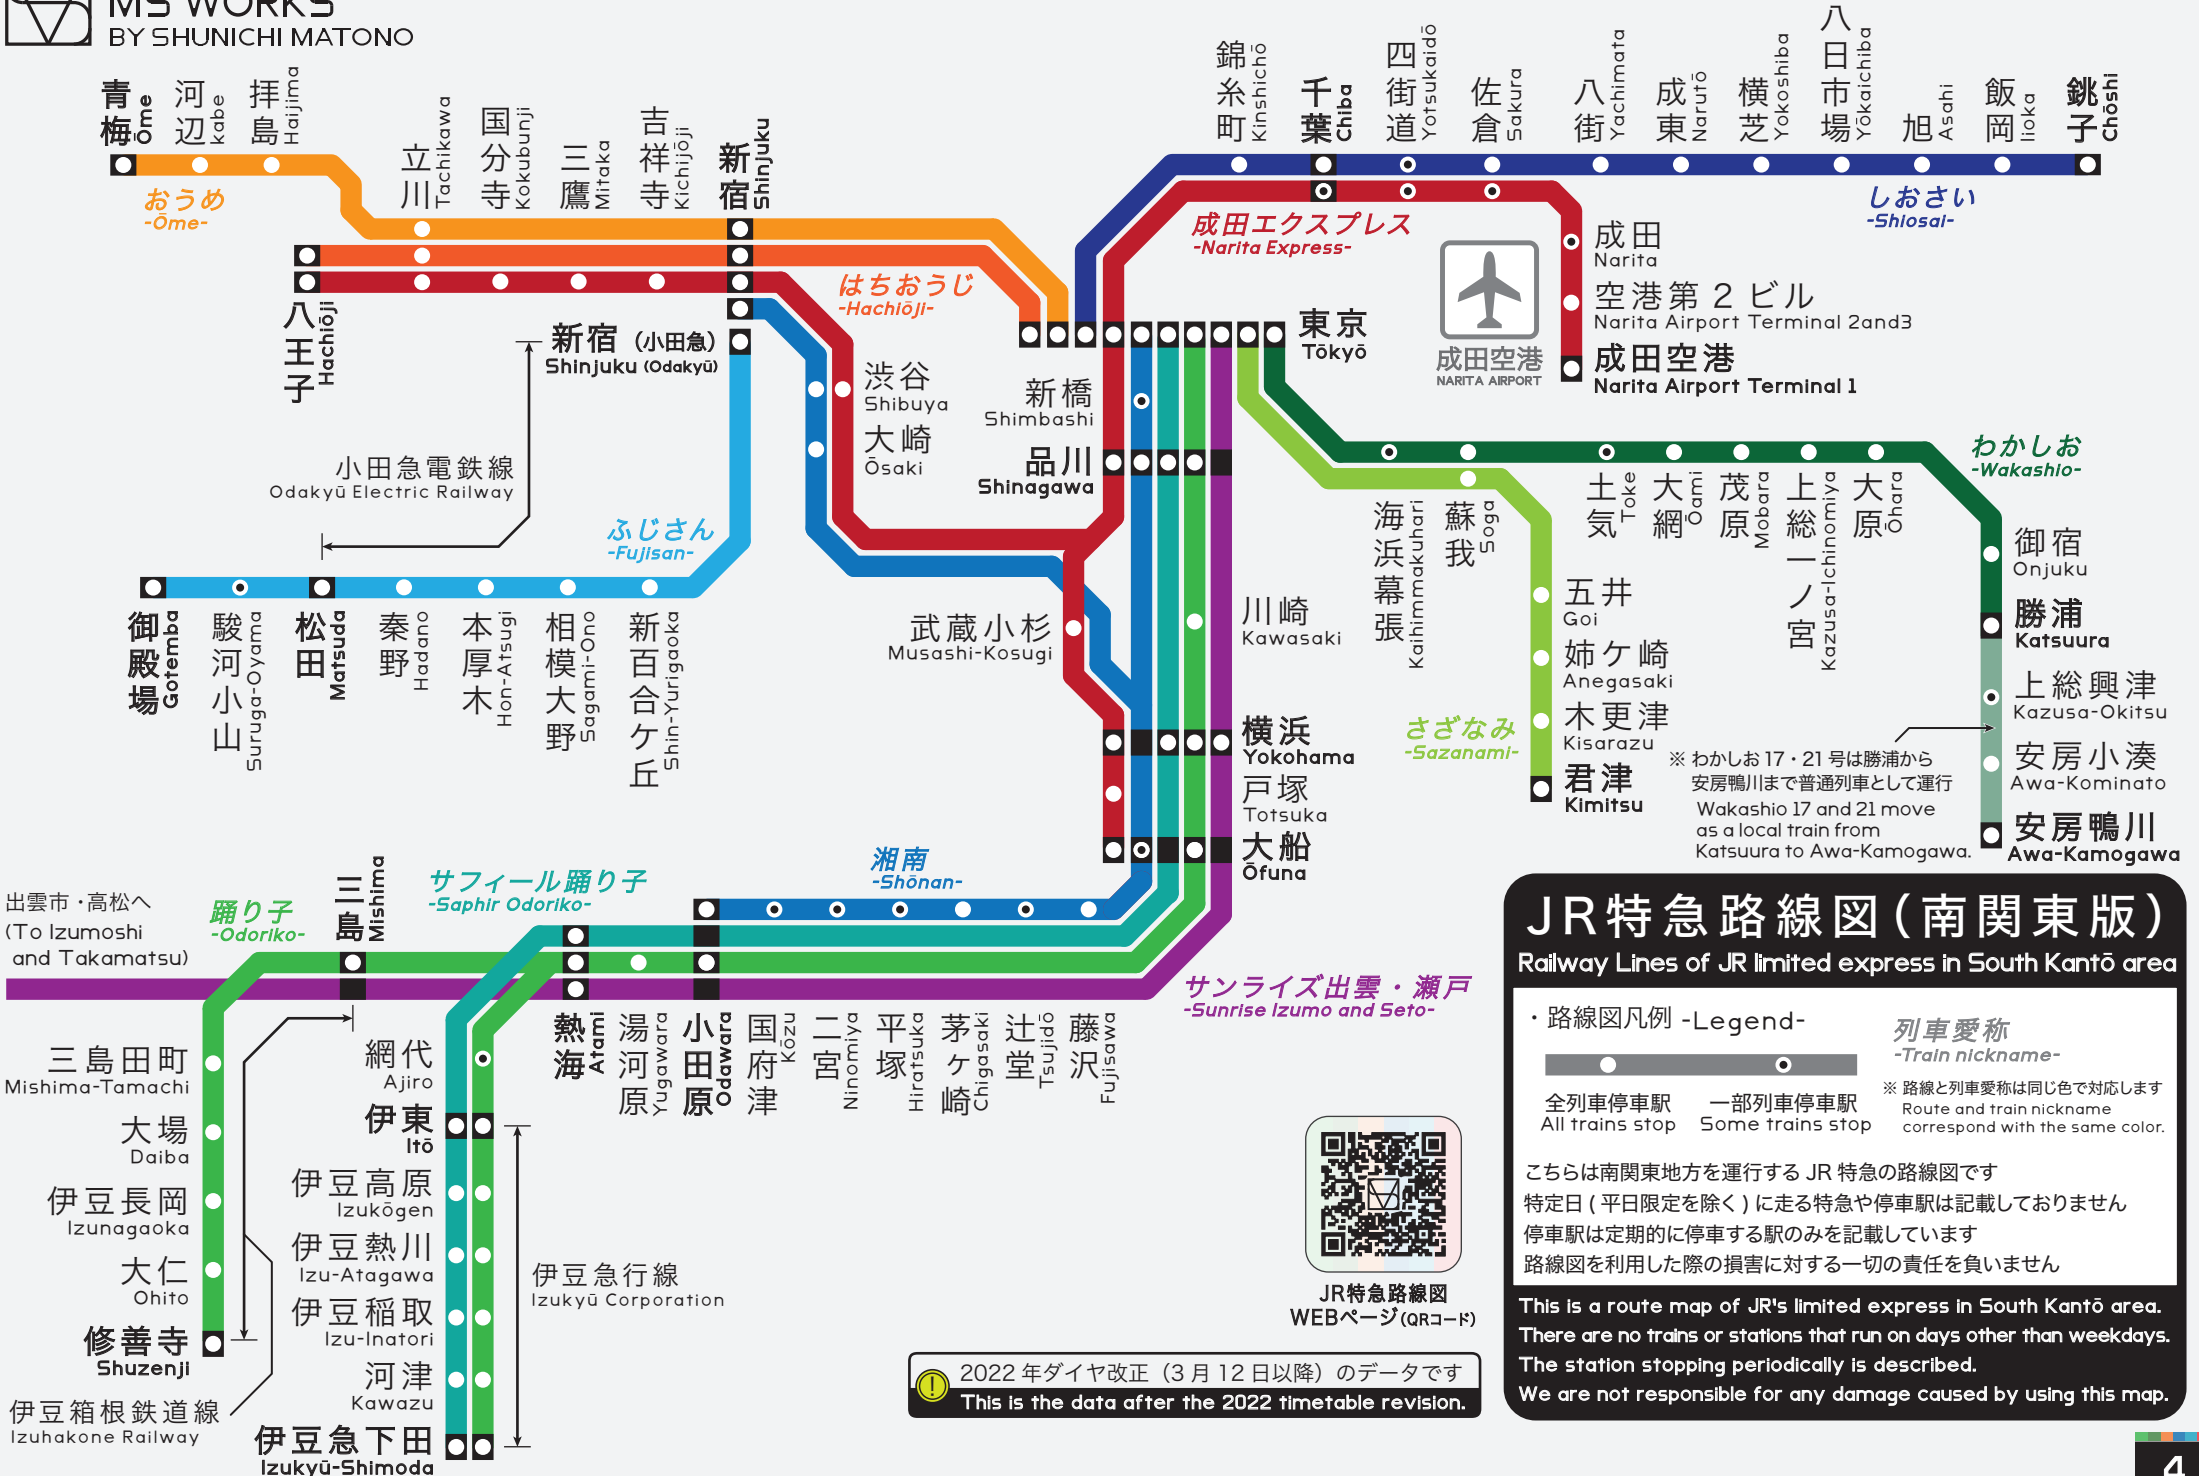 MS WORKS
BY SHUNICHI MATONO
青梅
Ōme
河辺
kabe
拝島
Haijima
立川
Tachikawa
国分寺
Kokubunji
三鷹
Mitaka
吉祥寺
Kichijōji
新宿
Shinjuku
錦糸町
Kinshichō
千葉
Chiba
四街道
Yotsukaidō
佐倉
Sakura
八街
Yachimata
成東
Narutō
横芝
Yokoshiba
八日市場
Yōkaichiba
旭
Asahi
飯岡
Iioka
銚子
Chōshi
おうめ
-Ōme-
しおさい
-Shiosai-
成田エクスプレス
-Narita Express-
成田
Narita
空港第２ビル
Narita Airport Terminal 2and3
成田空港
Narita Airport Terminal 1
成田空港
NARITA AIRPORT
はちおうじ
-Hachiōji-
八王子
Hachiōji
新宿（小田急）
Shinjuku (Odakyū)
東京
Tōkyō
渋谷
Shibuya
大崎
Ōsaki
新橋
Shimbashi
品川
Shinagawa
小田急電鉄線
Odakyū Electric Railway
ふじさん
-Fujisan-
わかしお
-Wakashio-
海浜幕張
Kaihimmakuhari
蘇我
Soga
土気
Toke
大網
Ōami
茂原
Mobara
上総一ノ宮
Kazusa-Ichinomiya
大原
Ōhara
御宿
Onjuku
勝浦
Katsuura
上総興津
Kazusa-Okitsu
安房小湊
Awa-Kominato
安房鴨川
Awa-Kamogawa
御殿場
Gotemba
駿河小山
Suruga-Oyama
松田
Matsuda
秦野
Hadano
本厚木
Hon-Atsugi
相模大野
Sagami-Ono
新百合ケ丘
Shin-Yurigaoka
武蔵小杉
Musashi-Kosugi
川崎
Kawasaki
五井
Goi
姉ケ崎
Anegasaki
木更津
Kisarazu
君津
Kimitsu
さざなみ
-Sazanami-
※ わかしお 17・21 号は勝浦から
安房鴨川まで普通列車として運行
Wakashio 17 and 21 move
as a local train from
Katsuura to Awa-Kamogawa.
横浜
Yokohama
戸塚
Totsuka
大船
Ōfuna
湘南
-Shōnan-
サフィール踊り子
-Saphir Odoriko-
踊り子
-Odoriko-
三島
Mishima
出雲市・高松へ
(To Izumoshi
and Takamatsu)
サンライズ出雲・瀬戸
-Sunrise Izumo and Seto-
熱海
Atami
湯河原
Yugawara
小田原
Odawara
国府津
Kōzu
二宮
Ninomiya
平塚
Hiratsuka
茅ヶ崎
Chigasaki
辻堂
Tsujidō
藤沢
Fujisawa
三島田町
Mishima-Tamachi
大場
Daiba
伊豆長岡
Izunagaoka
大仁
Ohito
修善寺
Shuzenji
伊豆箱根鉄道線
Izuhakone Railway
網代
Ajiro
伊東
Itō
伊豆高原
Izukōgen
伊豆熱川
Izu-Atagawa
伊豆稲取
Izu-Inatori
河津
Kawazu
伊豆急下田
Izukyū-Shimoda
伊豆急行線
Izukyū Corporation
JR特急路線図
WEBページ(QRコード)
2022 年ダイヤ改正（3 月 12 日以降）のデータです
This is the data after the 2022 timetable revision.
JR特急路線図(南関東版)
Railway Lines of JR limited express in South Kantō area
・路線図凡例 -Legend-
列車愛称
-Train nickname-
全列車停車駅
All trains stop
一部列車停車駅
Some trains stop
※ 路線と列車愛称は同じ色で対応します
Route and train nickname
correspond with the same color.
こちらは南関東地方を運行する JR 特急の路線図です
特定日 ( 平日限定を除く ) に走る特急や停車駅は記載しておりません
停車駅は定期的に停車する駅のみを記載しています
路線図を利用した際の損害に対する一切の責任を負いません
This is a route map of JR's limited express in South Kantō area.
There are no trains or stations that run on days other than weekdays.
The station stopping periodically is described.
We are not responsible for any damage caused by using this map.
4